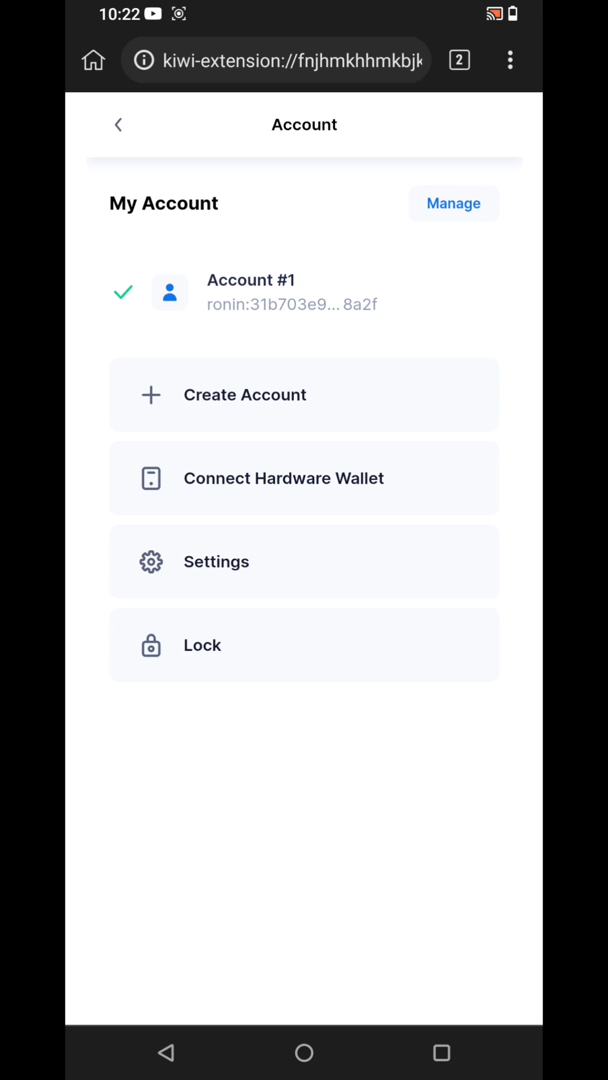 10:22
kiwi-extension://fnjhmkhhmkbjk
2
Account
My Account
Manage
Account #1
ronin:31b703e9... 8a2f
Create Account
Connect Hardware Wallet
Settings
Lock